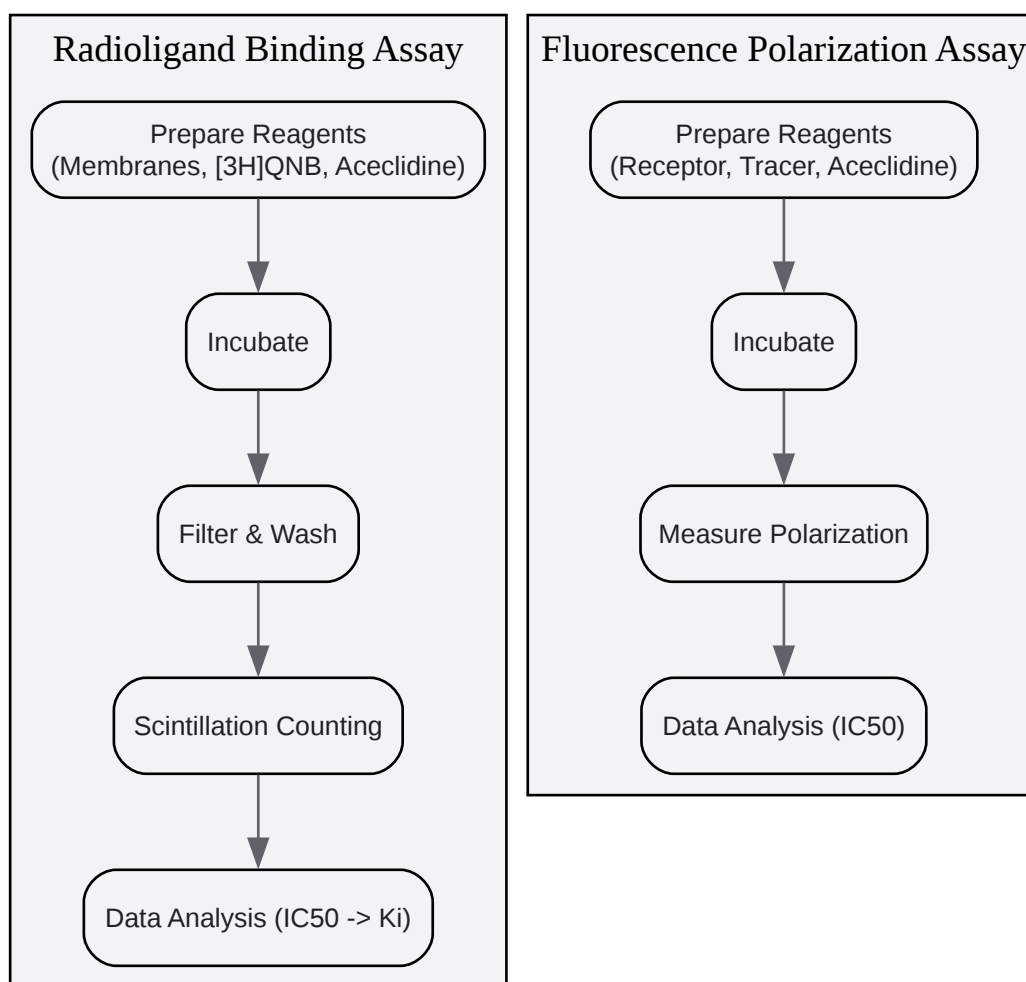 Radioligand Binding Assay
Prepare Reagents
(Membranes, [3H]QNB, Aceclidine)
Incubate
Filter & Wash
Scintillation Counting
Data Analysis (IC50 -> Ki)
Fluorescence Polarization Assay
Prepare Reagents
(Receptor, Tracer, Aceclidine)
Incubate
Measure Polarization
Data Analysis (IC50)